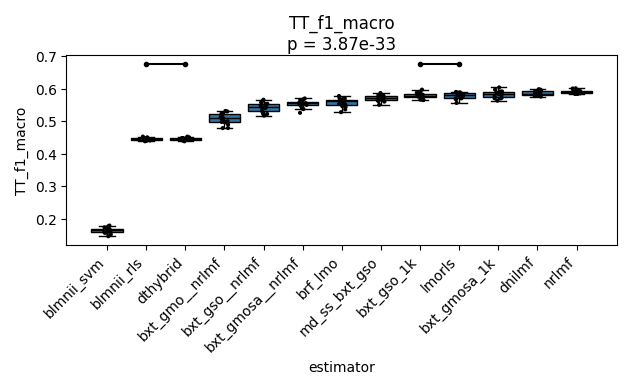 TT_f1_macro
p = 3.87e-33
TT_f1_macro
0.7
0.6
0.5
0.4
0.3
0.2
blmnii_svm
blmnii_rls
dthybrid
bxt_gmo__nrlmf
bxt_gso__nrlmf
bxt_gmosa__nrlmf
brf_lmo
md_ss_bxt_gso
bxt_gso_1k
lmorls
bxt_gmosa_1k
dnilmf
nrlmf
estimator